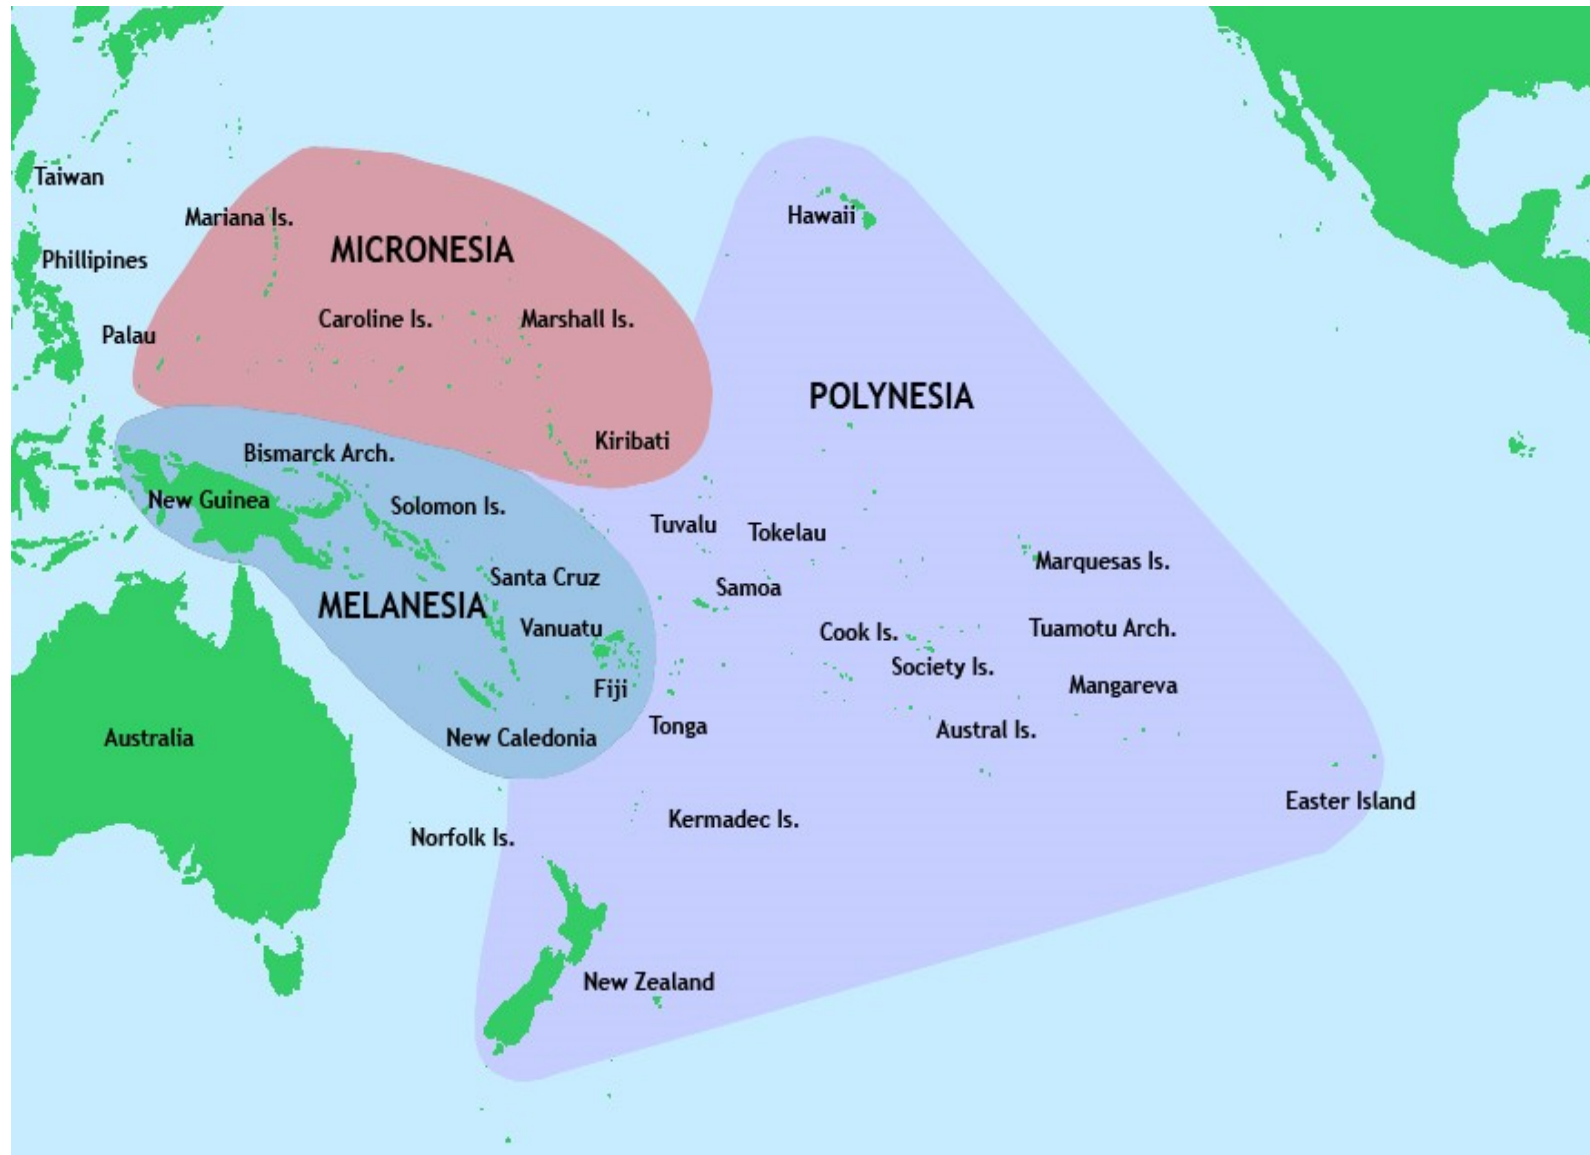 Taiwan
Mariana Is.
Hawaii
MICRONESIA
Phillipines
Caroline Is.
Marshall Is.
Palau
POLYNESIA
Kiribati
Bismarck Arch.
New Guinea
Solomon Is.
Tuvalu
Tokelau
Marquesas Is.
Santa Cruz
Samoa
MELANESIA
Vanuatu
Cook Is.
Tuamotu Arch.
Society Is.
Fiji
Mangareva
Tonga
Austral Is.
Australia
New Caledonia
Easter Island
Kermadec Is.
Norfolk Is.
New Zealand